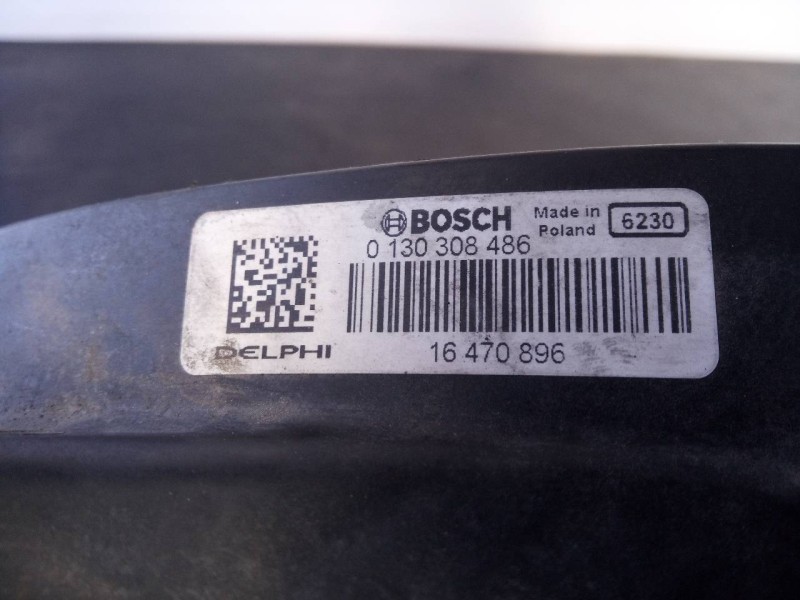 BOSCH Made in Poland 6230
0 130 308 486
DELPHI 16 470 896